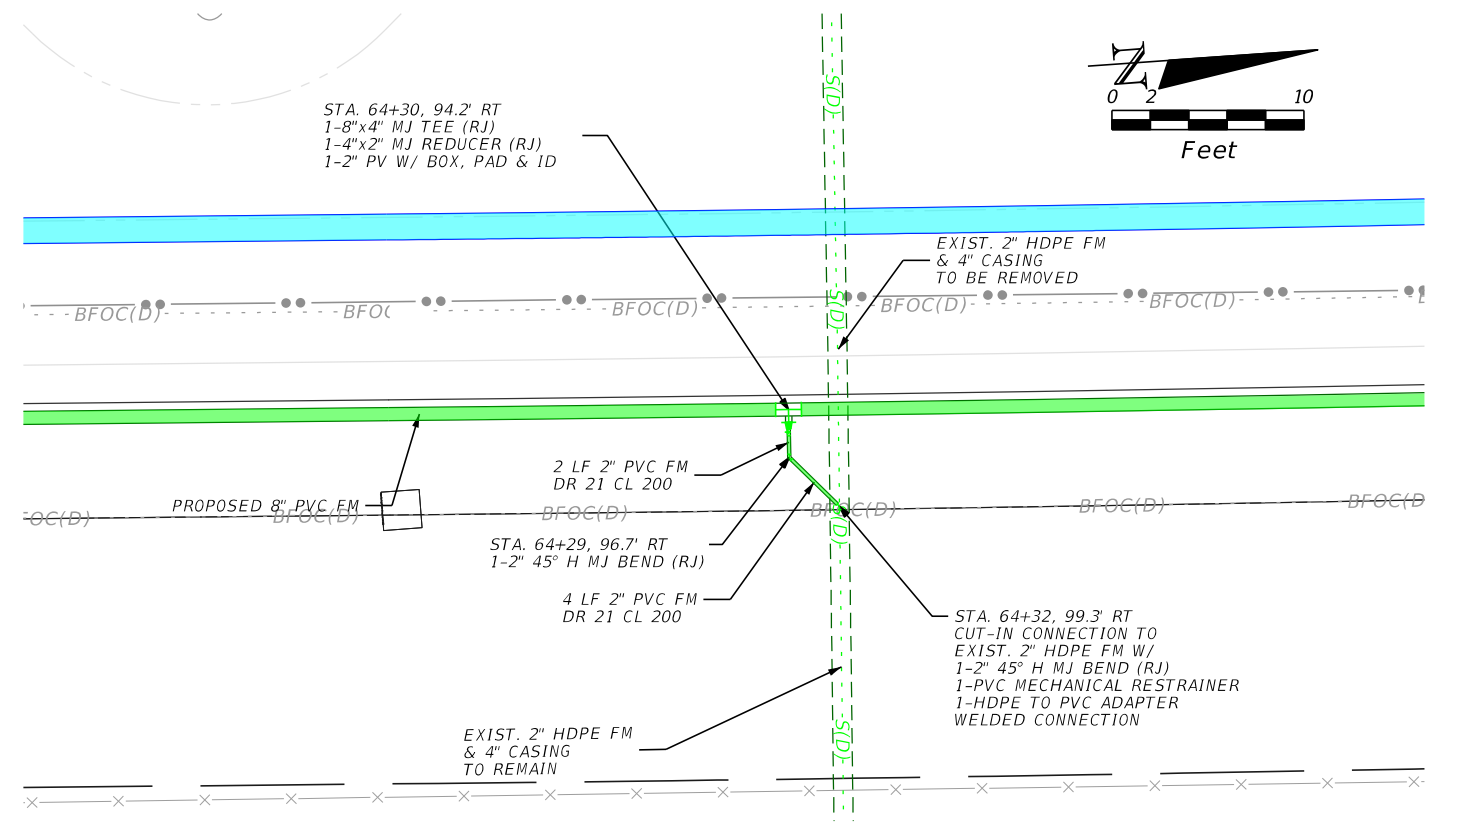 N
0 2 10
Feet
STA. 64+30, 94.2' RT
1-8"x4" MJ TEE (RJ)
1-4"x2" MJ REDUCER (RJ)
1-2" PV W/ BOX, PAD & ID
S(D)
EXIST. 2" HDPE FM
& 4" CASING
TO BE REMOVED
BFOC(D) BFOC BFOC(D) S(D) BFOC(D) BFOC(D)
2 LF 2" PVC FM
DR 21 CL 200
PROPOSED 8" PVC FM
FOC(D) BFOC(D) BFOC(D) BFOC(D) BFOC(D) BFOC(D
S(D)
STA. 64+29, 96.7' RT
1-2" 45° H MJ BEND (RJ)
4 LF 2" PVC FM
DR 21 CL 200
STA. 64+32, 99.3' RT
CUT-IN CONNECTION TO
EXIST. 2" HDPE FM W/
1-2" 45° H MJ BEND (RJ)
1-PVC MECHANICAL RESTRAINER
1-HDPE TO PVC ADAPTER
WELDED CONNECTION
S(D)
EXIST. 2" HDPE FM
& 4" CASING
TO REMAIN